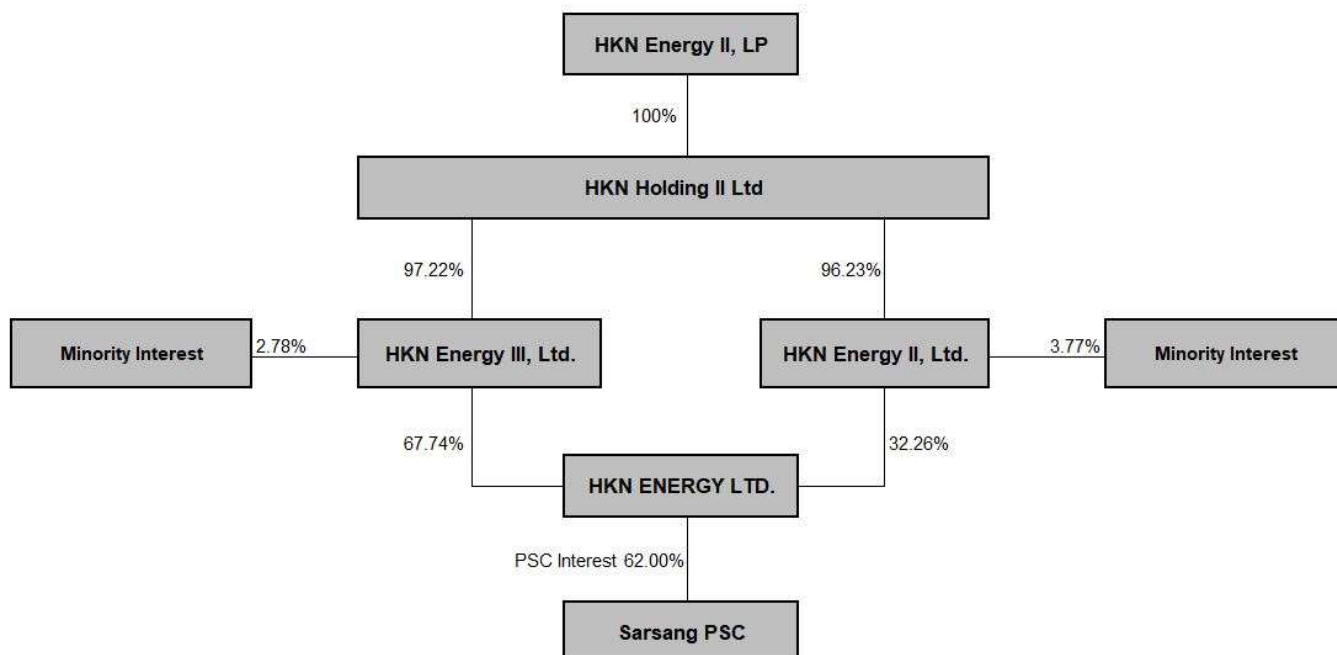 HKN Energy II, LP
100%
HKN Holding II Ltd
97.22%
96.23%
Minority Interest
2.78%
HKN Energy III, Ltd.
HKN Energy II, Ltd.
3.77%
Minority Interest
67.74%
32.26%
HKN ENERGY LTD.
PSC Interest 62.00%
Sarsang PSC